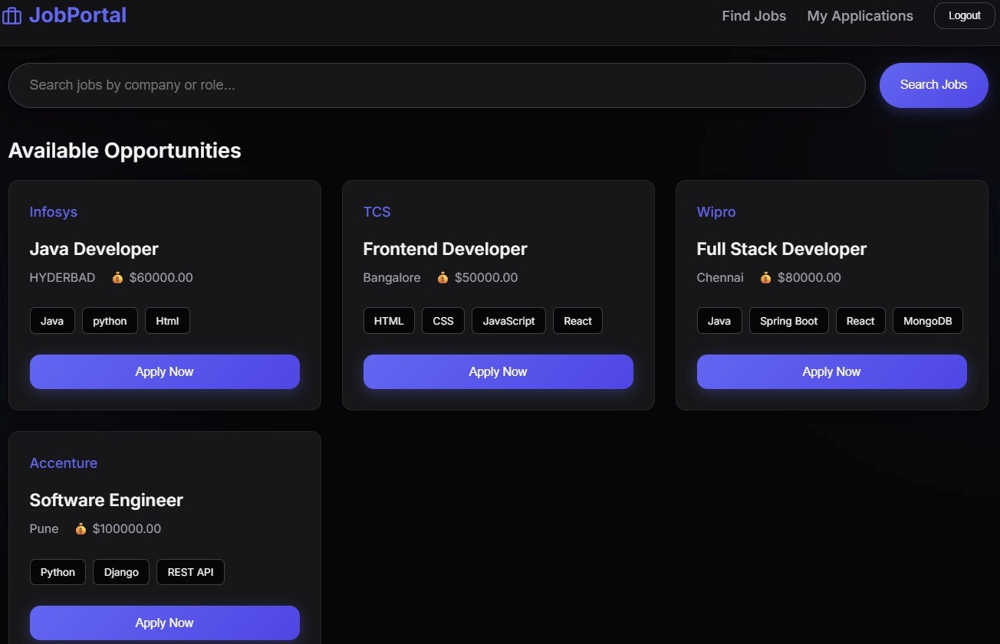 JobPortal
Find Jobs
My Applications
Logout
Search jobs by company or role...
Search Jobs
Available Opportunities
Infosys
Java Developer
HYDERBAD $60000.00
Java python Html
Apply Now
TCS
Frontend Developer
Bangalore $50000.00
HTML CSS JavaScript React
Apply Now
Wipro
Full Stack Developer
Chennai $80000.00
Java Spring Boot React MongoDB
Apply Now
Accenture
Software Engineer
Pune $100000.00
Python Django REST API
Apply Now